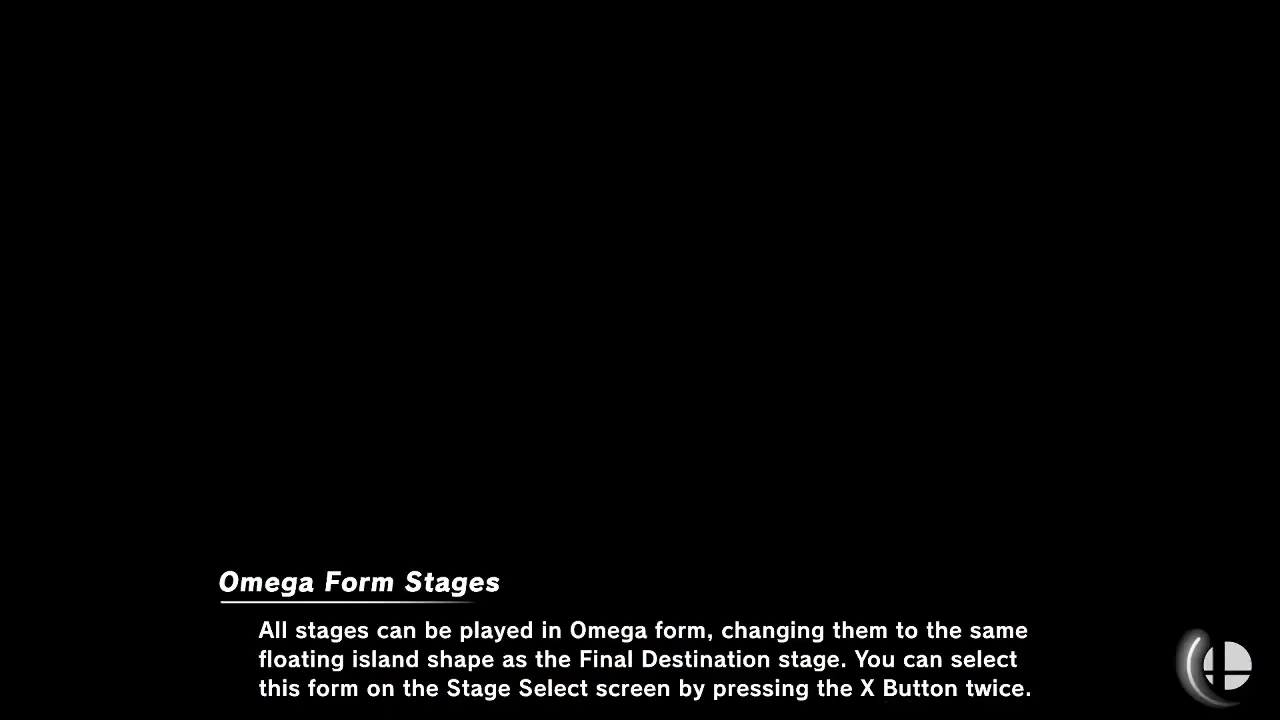 Omega Form Stages
All stages can be played in Omega form, changing them to the same
floating island shape as the Final Destination stage. You can select
this form on the Stage Select screen by pressing the X Button twice.